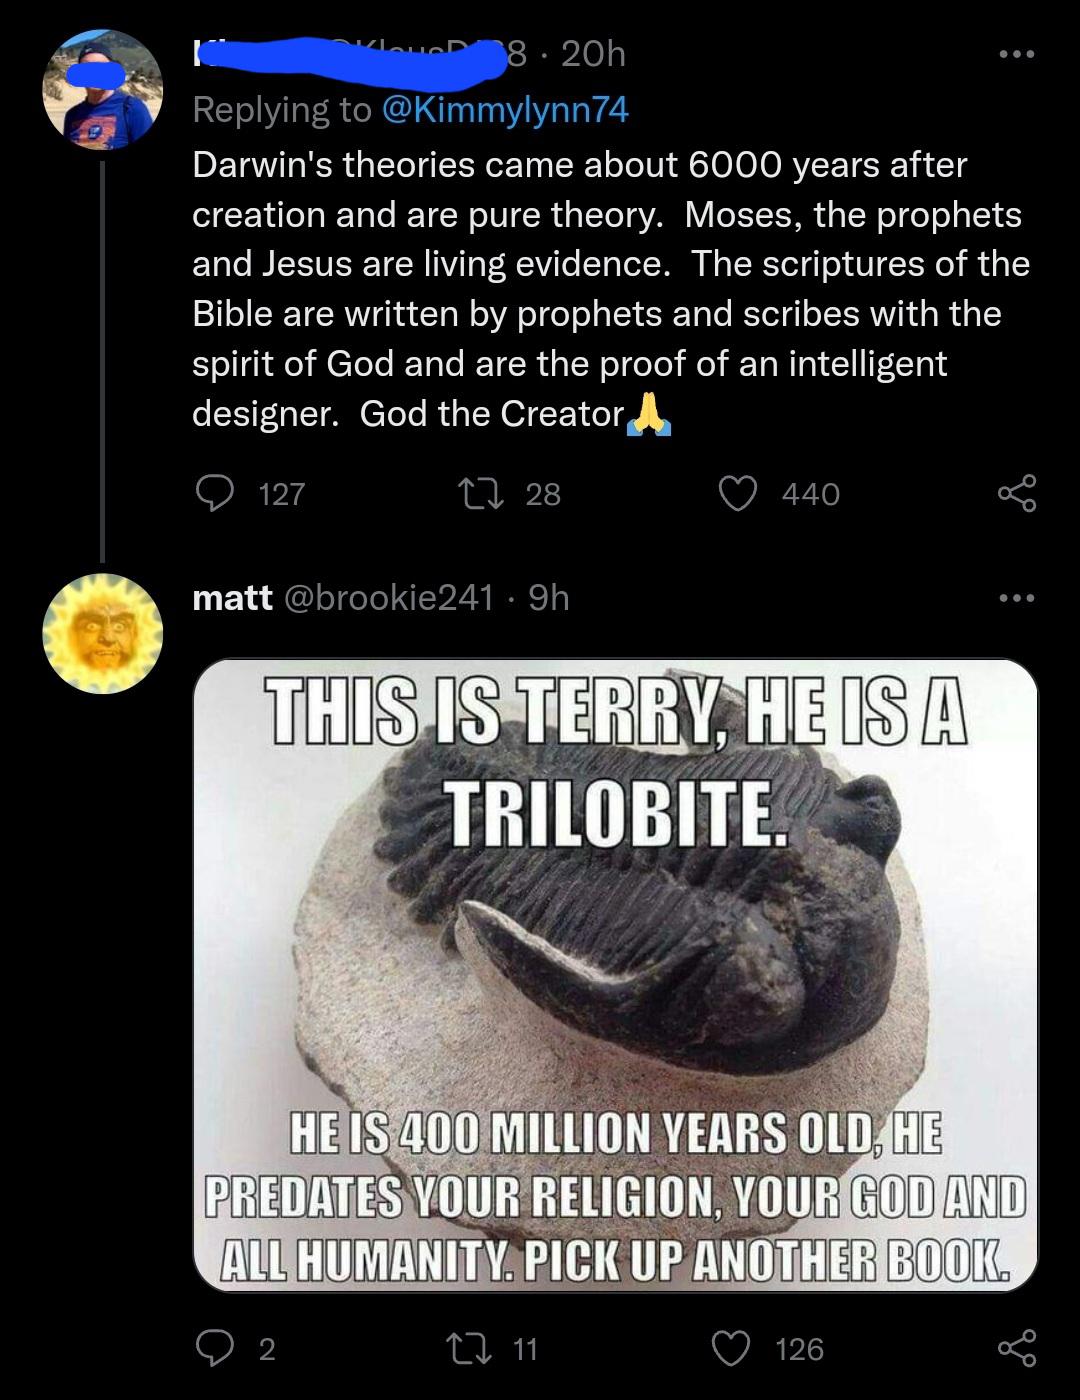 8 · 20h
Replying to @Kimmylynn74
Darwin's theories came about 6000 years after
creation and are pure theory.  Moses, the prophets
and Jesus are living evidence.  The scriptures of the
Bible are written by prophets and scribes with the
spirit of God and are the proof of an intelligent
designer.  God the Creator🙏
127 28 440
matt @brookie241 · 9h
THIS IS TERRY, HE IS A
TRILOBITE.
HE IS 400 MILLION YEARS OLD, HE
PREDATES YOUR RELIGION, YOUR GOD AND
ALL HUMANITY. PICK UP ANOTHER BOOK.
2 11 126